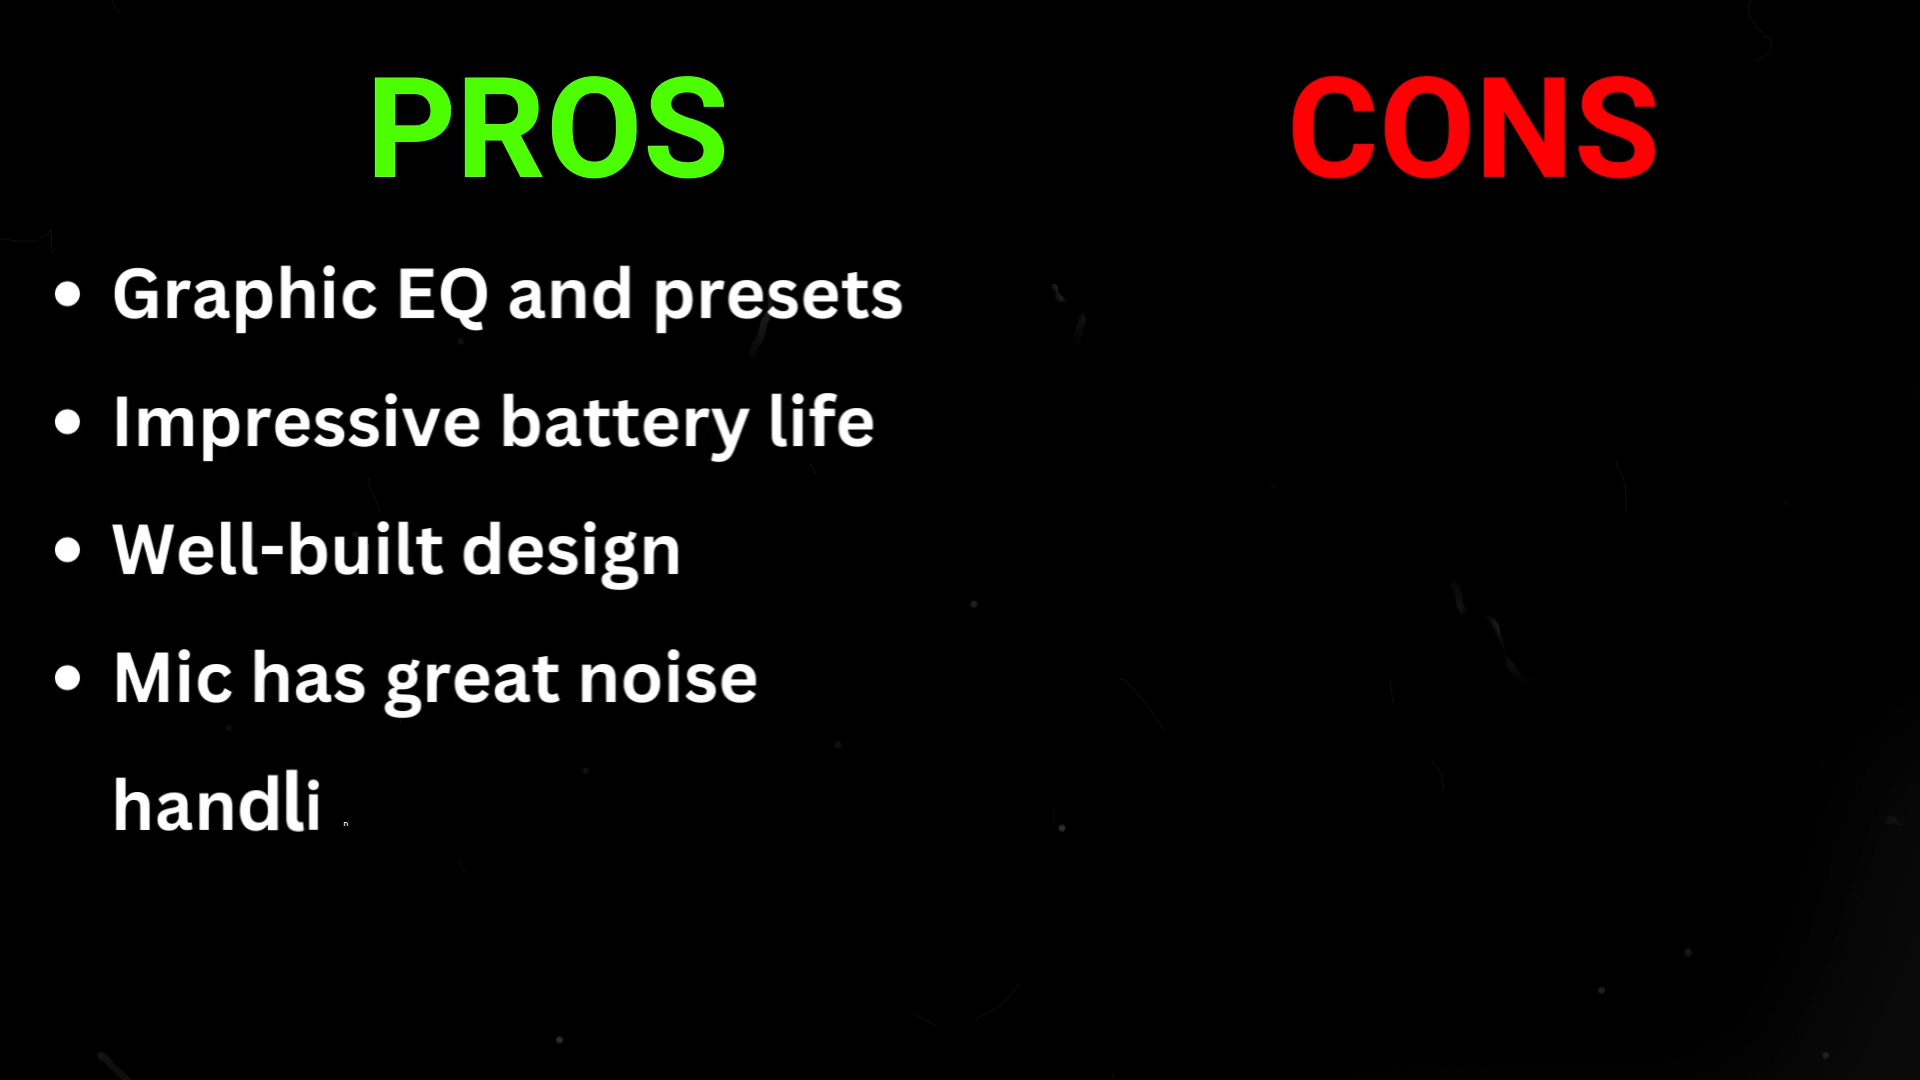 PROS
CONS
• Graphic EQ and presets
• Impressive battery life
• Well-built design
• Mic has great noise
handli